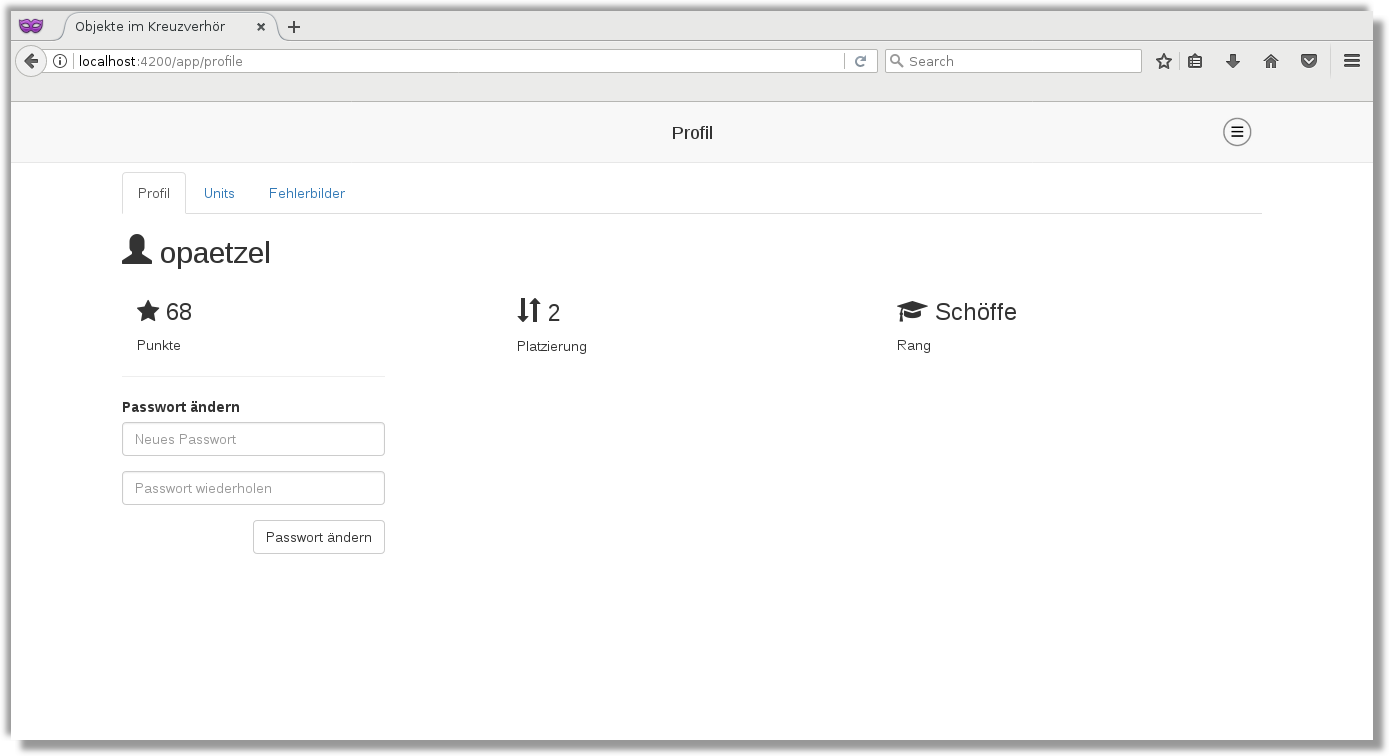 Objekte im Kreuzverhör
localhost:4200/app/profile
Search
Profil
Profil Units Fehlerbilder
opaetzel
68 2 Schöffe
Punkte Platzierung Rang
Passwort ändern
Neues Passwort
Passwort wiederholen
Passwort ändern